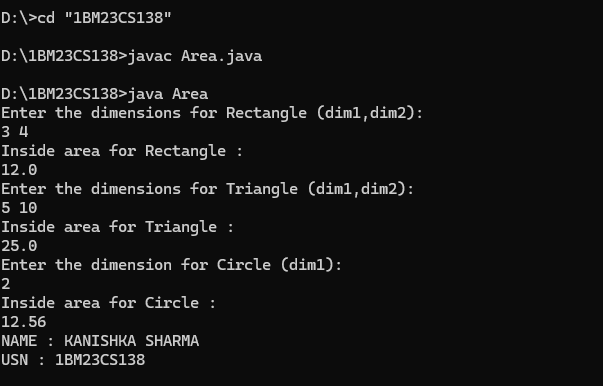 D:\>cd "1BM23CS138"
D:\1BM23CS138>javac Area.java
D:\1BM23CS138>java Area
Enter the dimensions for Rectangle (dim1,dim2):
3 4
Inside area for Rectangle :
12.0
Enter the dimensions for Triangle (dim1,dim2):
5 10
Inside area for Triangle :
25.0
Enter the dimension for Circle (dim1):
2
Inside area for Circle :
12.56
NAME : KANISHKA SHARMA
USN : 1BM23CS138